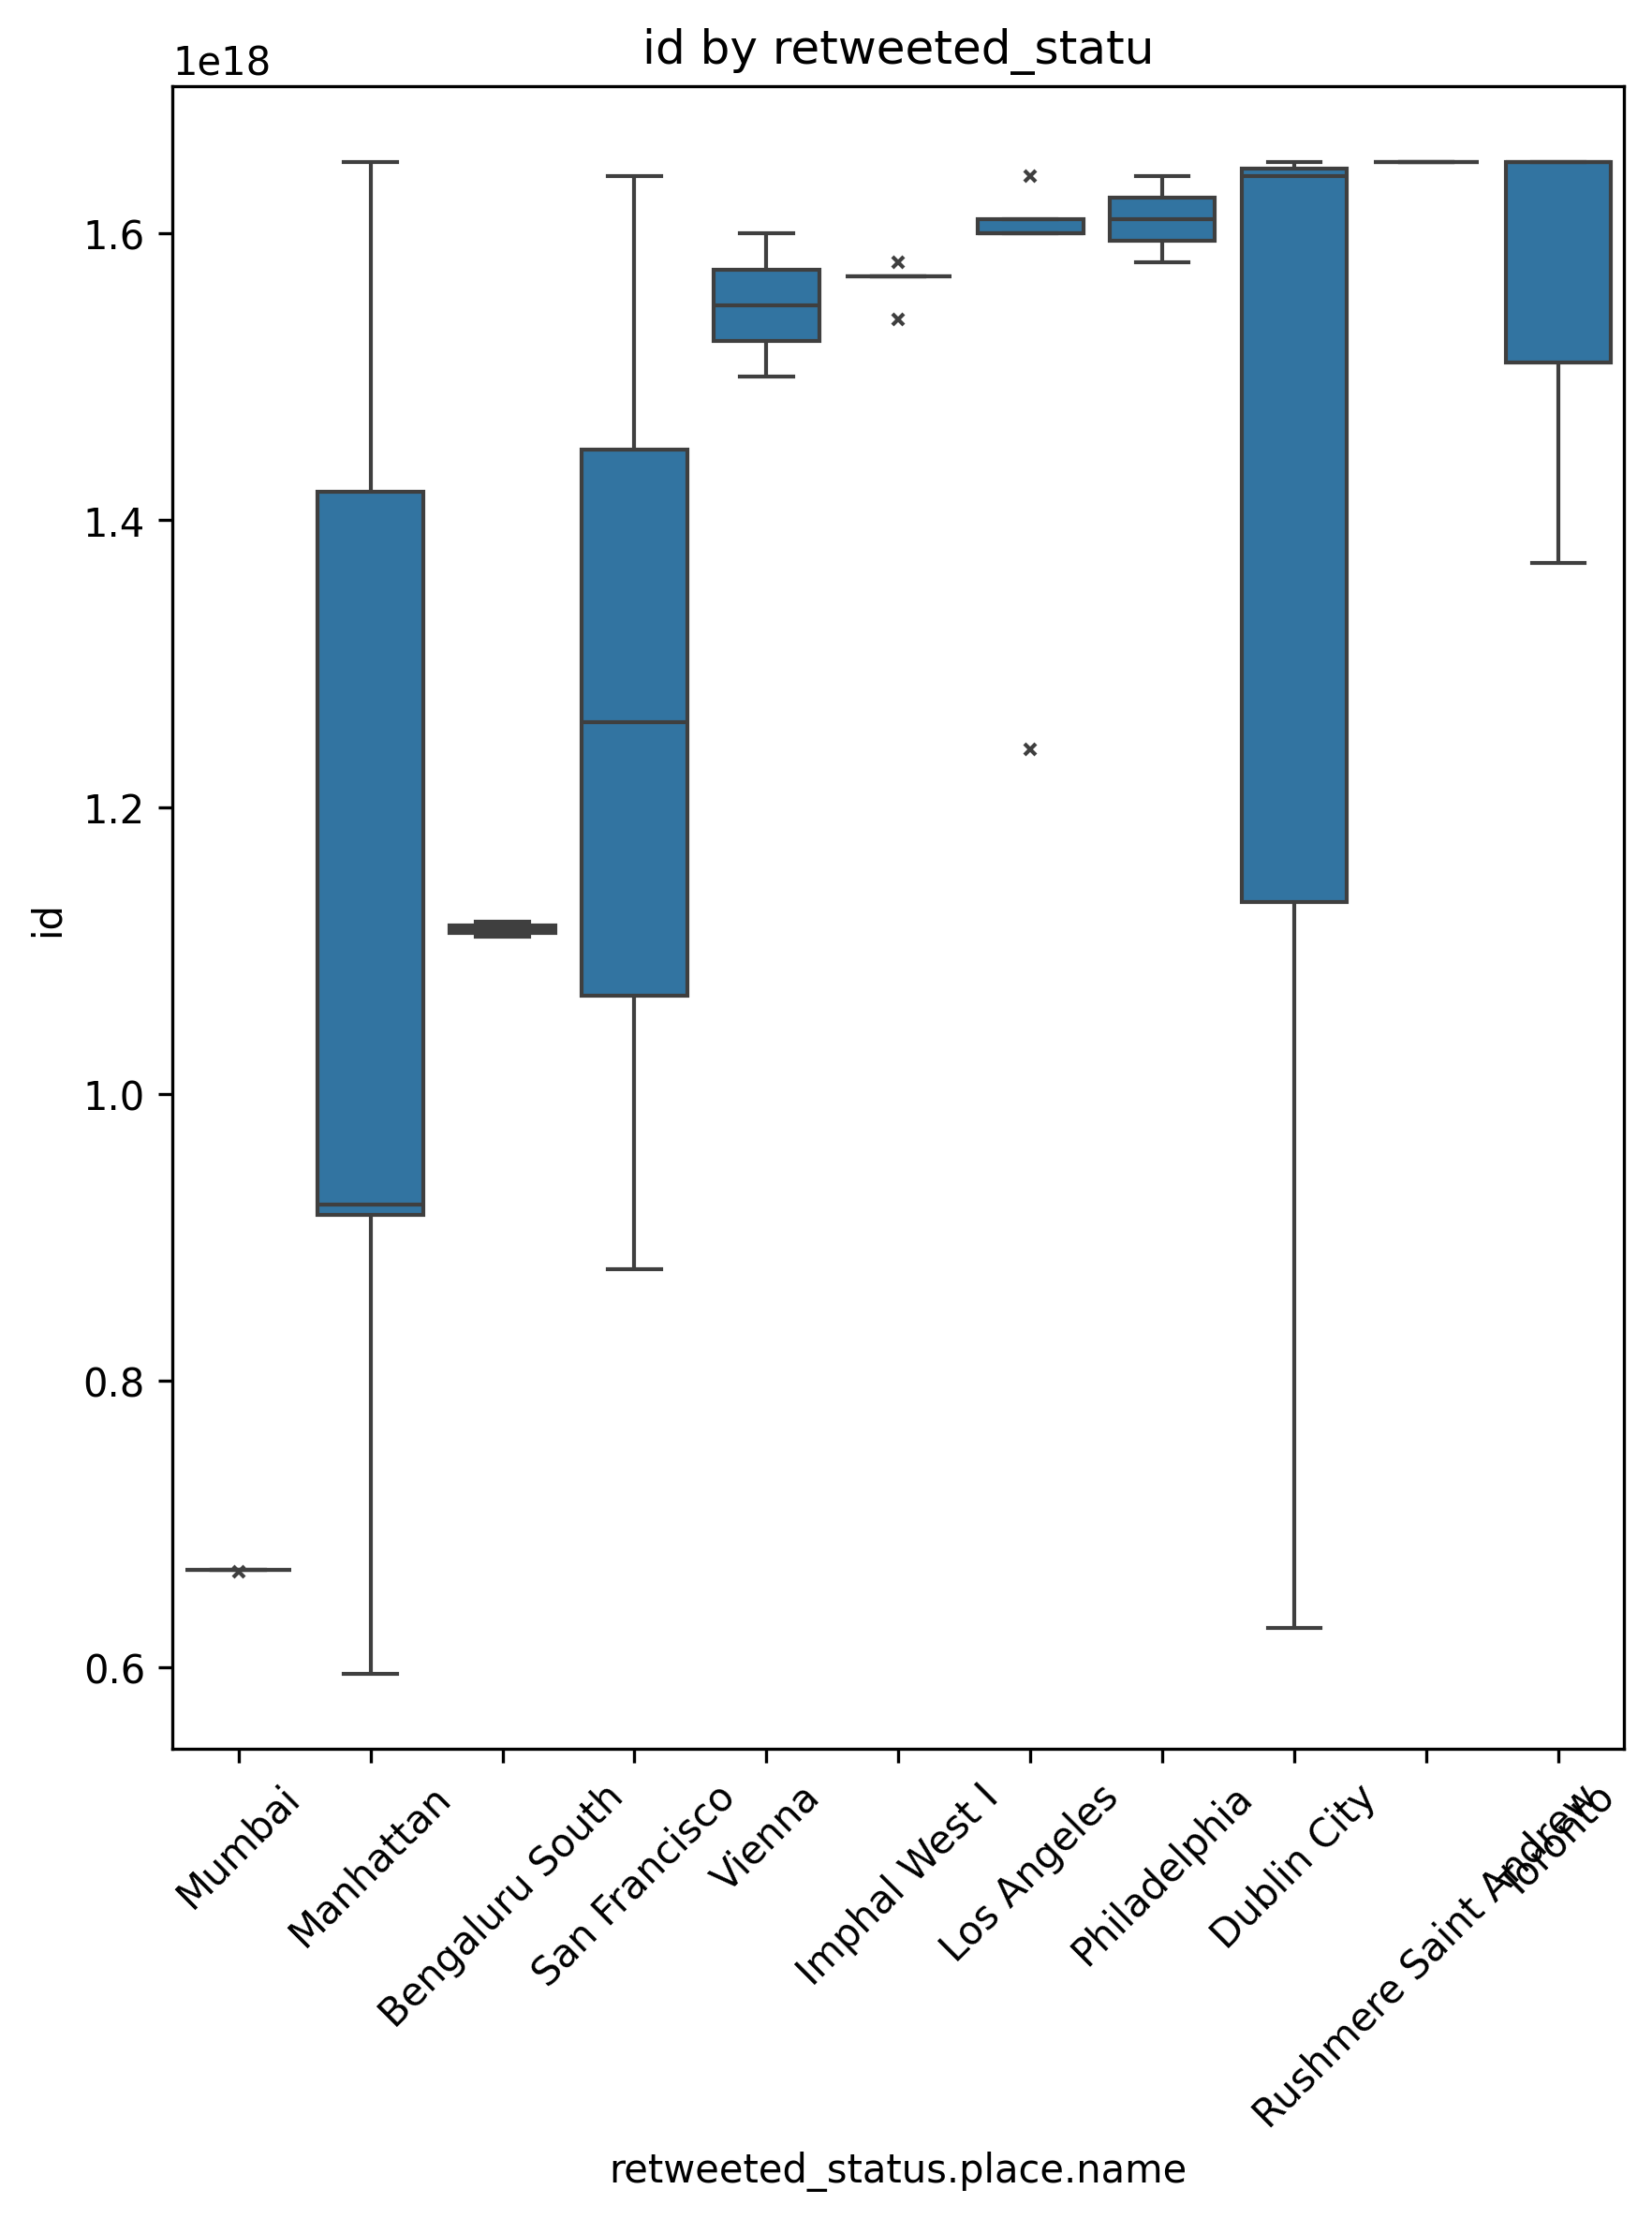 id by retweeted_statu
1e18
1.6
1.4
1.2
1.0
0.8
0.6
id
Mumbai
Manhattan
Bengaluru South
San Francisco
Vienna
Imphal West I
Los Angeles
Philadelphia
Dublin City
Rushmere Saint Andrew
Toronto
retweeted_status.place.name